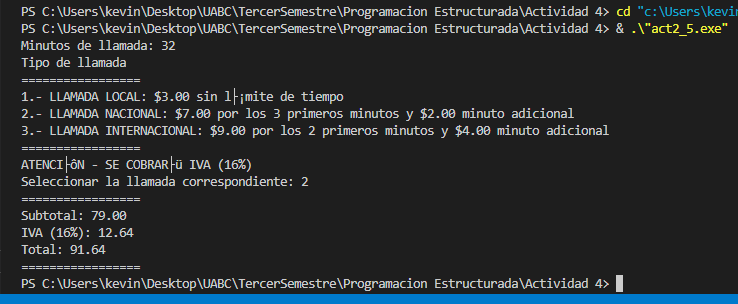 PS C:\Users\kevin\Desktop\UABC\TercerSemestre\Programacion Estructurada\Actividad 4> cd "c:\Users\kevin
PS C:\Users\kevin\Desktop\UABC\TercerSemestre\Programacion Estructurada\Actividad 4> & .\"act2_5.exe"
Minutos de llamada: 32
Tipo de llamada
=================
1.- LLAMADA LOCAL: $3.00 sin l├¡mite de tiempo
2.- LLAMADA NACIONAL: $7.00 por los 3 primeros minutos y $2.00 minuto adicional
3.- LLAMADA INTERNACIONAL: $9.00 por los 2 primeros minutos y $4.00 minuto adicional
=================
ATENCI├ôN - SE COBRAR├ü IVA (16%)
Seleccionar la llamada correspondiente: 2
=================
Subtotal: 79.00
IVA (16%): 12.64
Total: 91.64
=================
PS C:\Users\kevin\Desktop\UABC\TercerSemestre\Programacion Estructurada\Actividad 4>